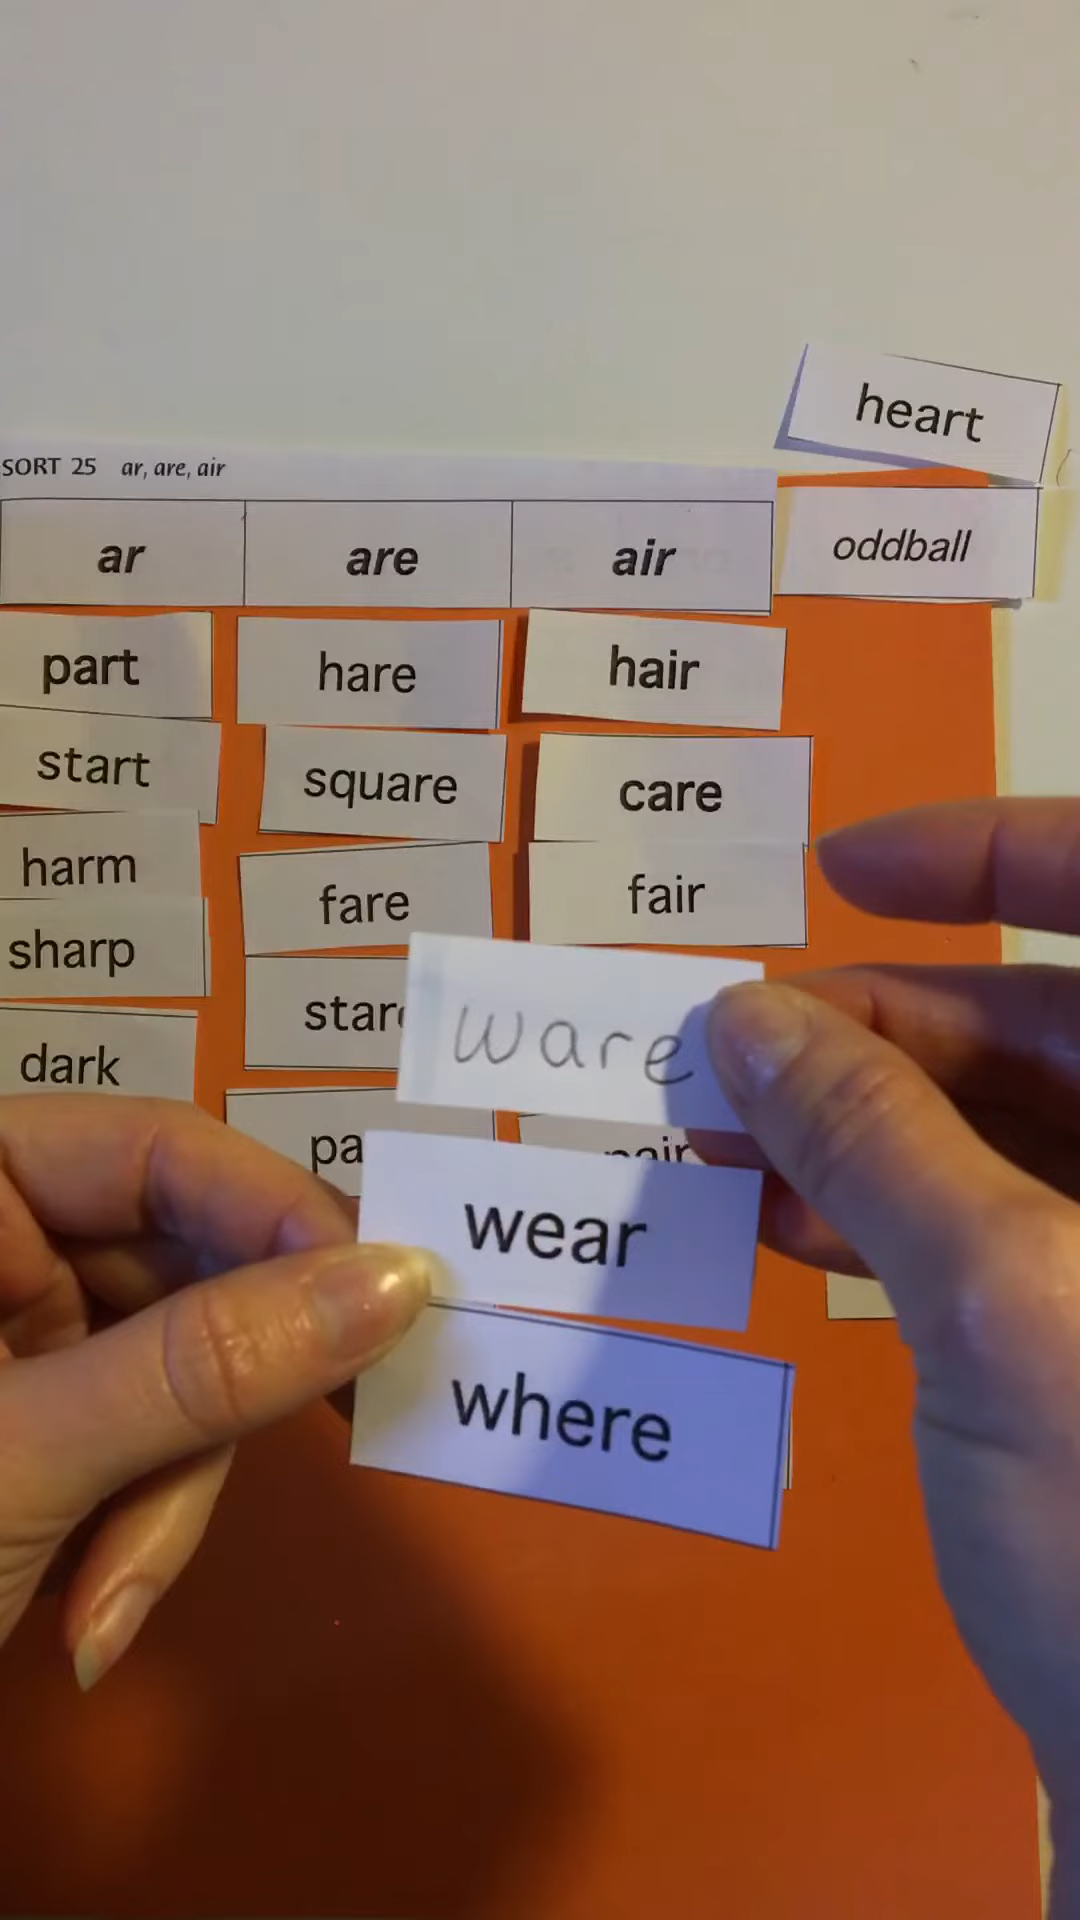 heart
SORT 25 ar, are, air
ar are air oddball
part hare hair
start square care
harm fare fair
sharp
dark
ware
wear
where